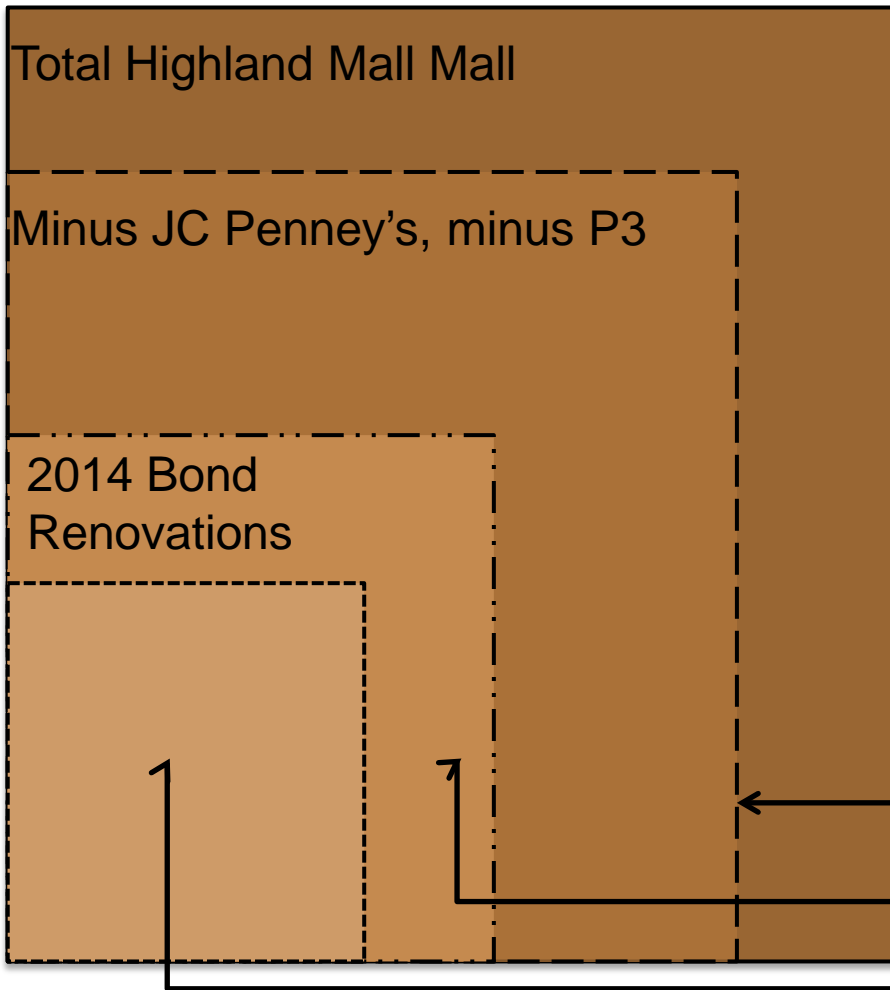 Total Highland Mall Mall
Minus JC Penney's, minus P3
2014 Bond
Renovations